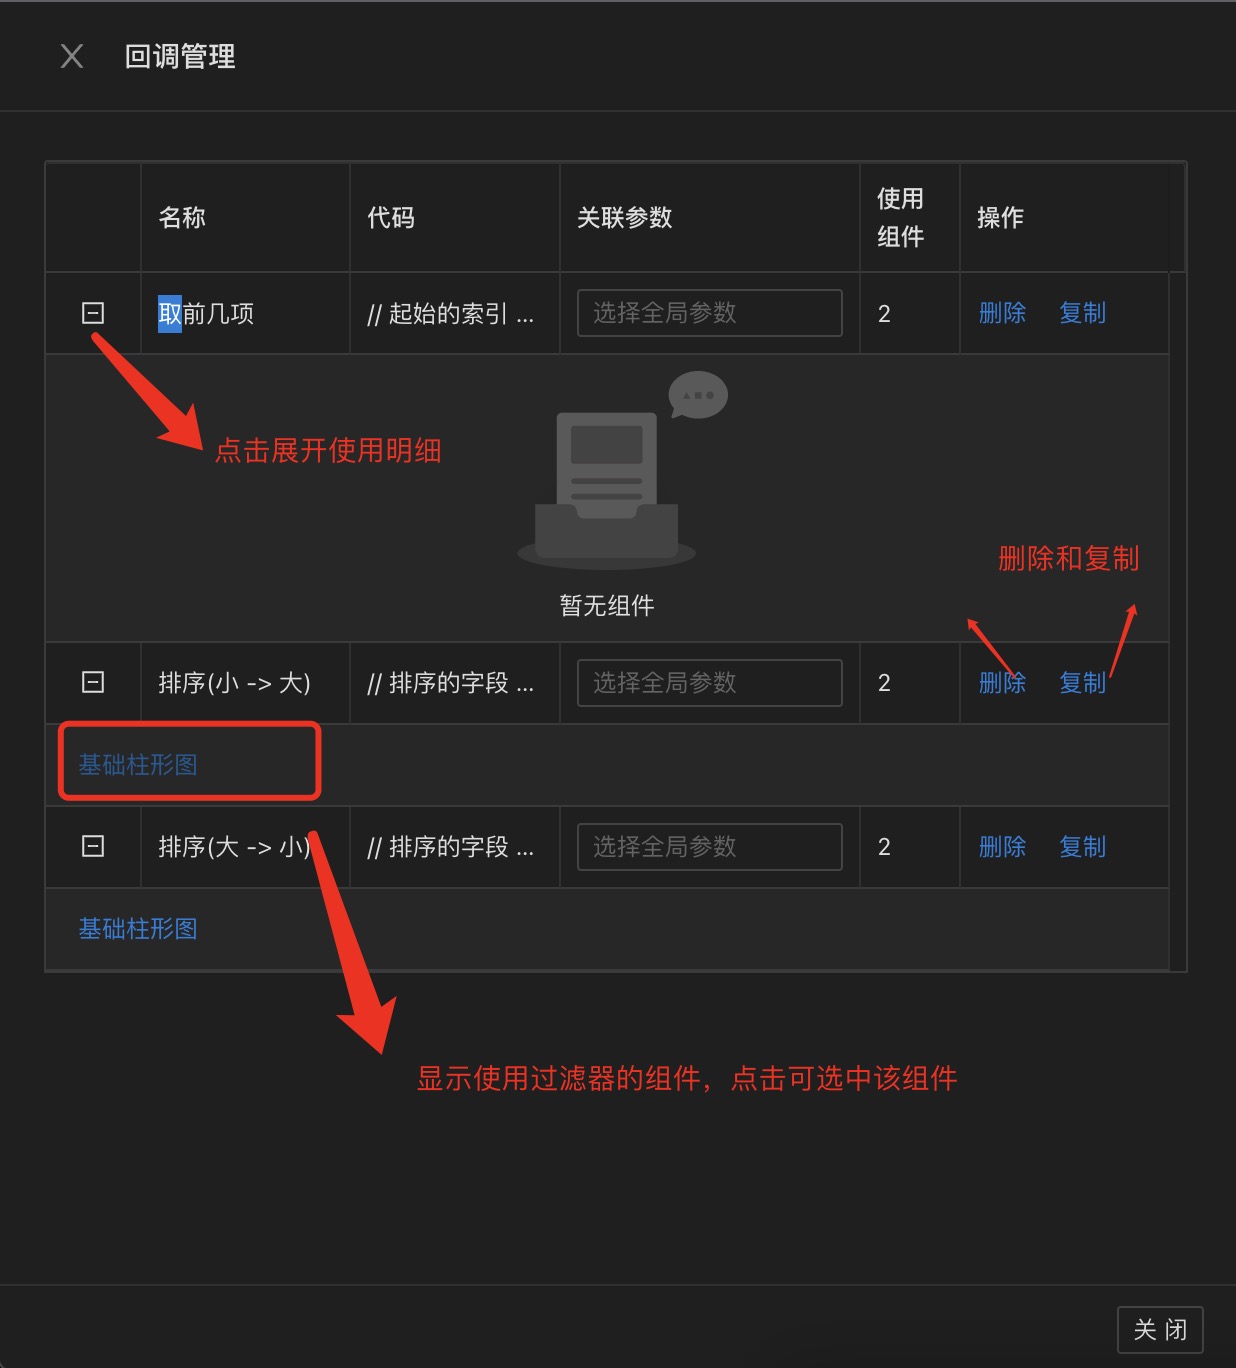 回调管理
名称
代码
关联参数
使用
组件
操作
取前几项
// 起始的索引 ...
选择全局参数
2
删除
复制
点击展开使用明细
删除和复制
暂无组件
排序(小 -> 大)
// 排序的字段 ...
选择全局参数
2
删除
复制
基础柱形图
排序(大 -> 小)
// 排序的字段 ...
选择全局参数
2
删除
复制
基础柱形图
显示使用过滤器的组件，点击可选中该组件
关 闭